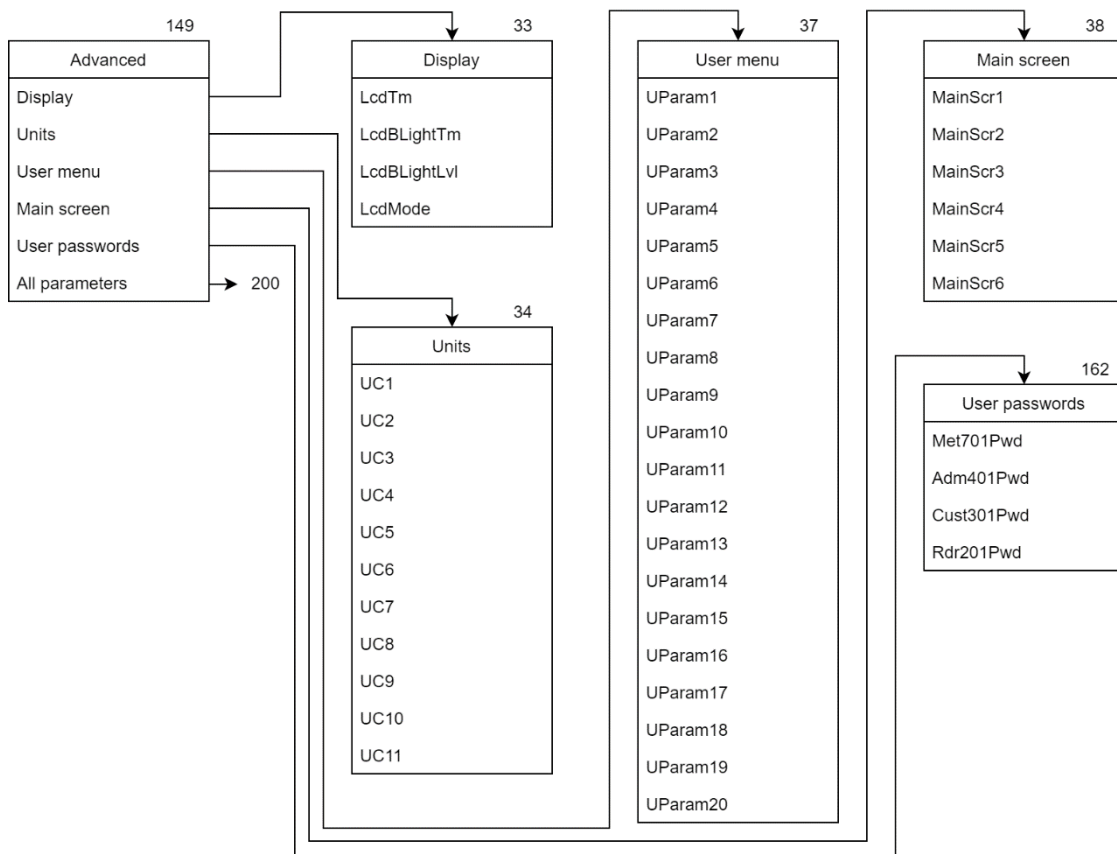 149
Advanced
Display
Units
User menu
Main screen
User passwords
All parameters
200
33
Display
LcdTm
LcdBLightTm
LcdBLightLvl
LcdMode
34
Units
UC1
UC2
UC3
UC4
UC5
UC6
UC7
UC8
UC9
UC10
UC11
37
User menu
UParam1
UParam2
UParam3
UParam4
UParam5
UParam6
UParam7
UParam8
UParam9
UParam10
UParam11
UParam12
UParam13
UParam14
UParam15
UParam16
UParam17
UParam18
UParam19
UParam20
38
Main screen
MainScr1
MainScr2
MainScr3
MainScr4
MainScr5
MainScr6
162
User passwords
Met701Pwd
Adm401Pwd
Cust301Pwd
Rdr201Pwd